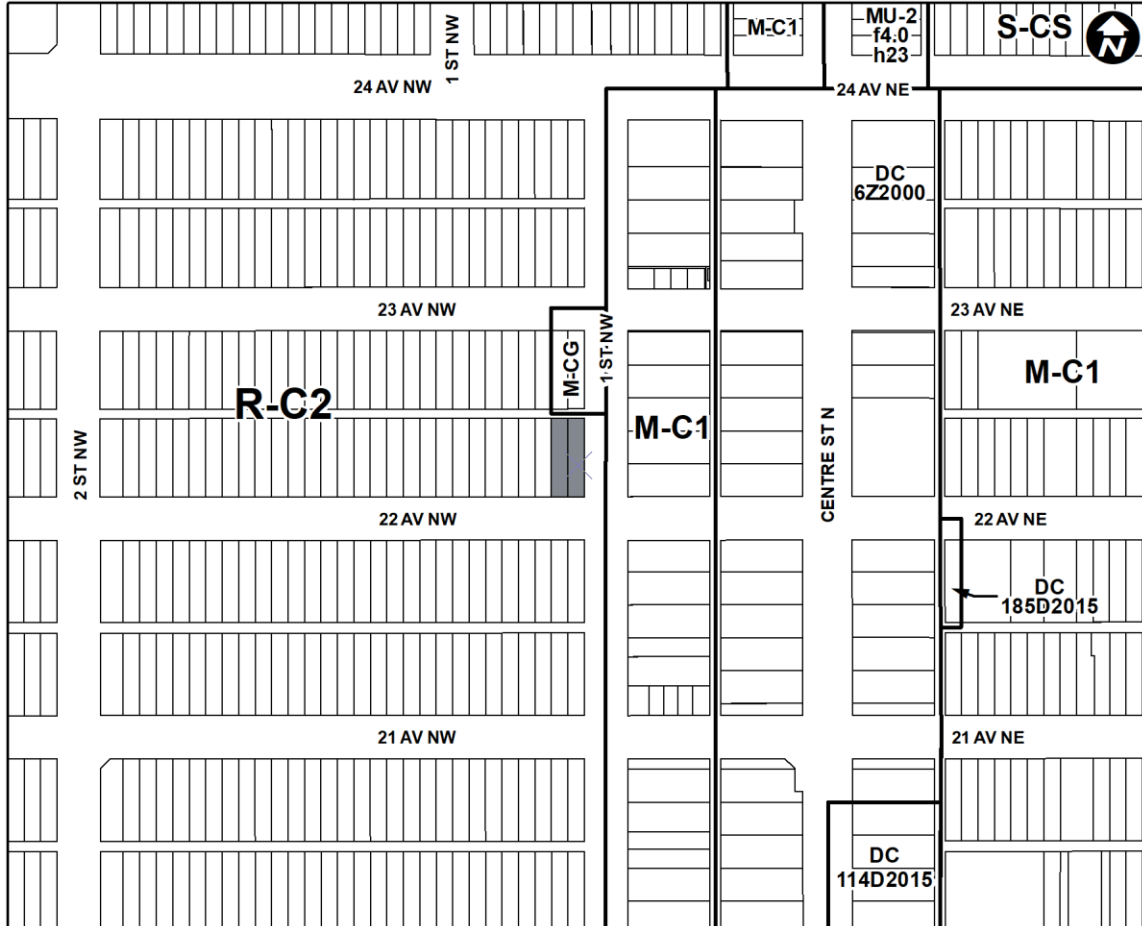 M-C1
MU-2
f4.0
h23
S-CS
N
1 ST NW
24 AV NW
24 AV NE
DC
6Z2000
23 AV NW
23 AV NE
M-CG
1 ST NW
R-C2
M-C1
M-C1
2 ST NW
CENTRE ST N
22 AV NW
22 AV NE
DC
185D2015
21 AV NW
21 AV NE
DC
114D2015